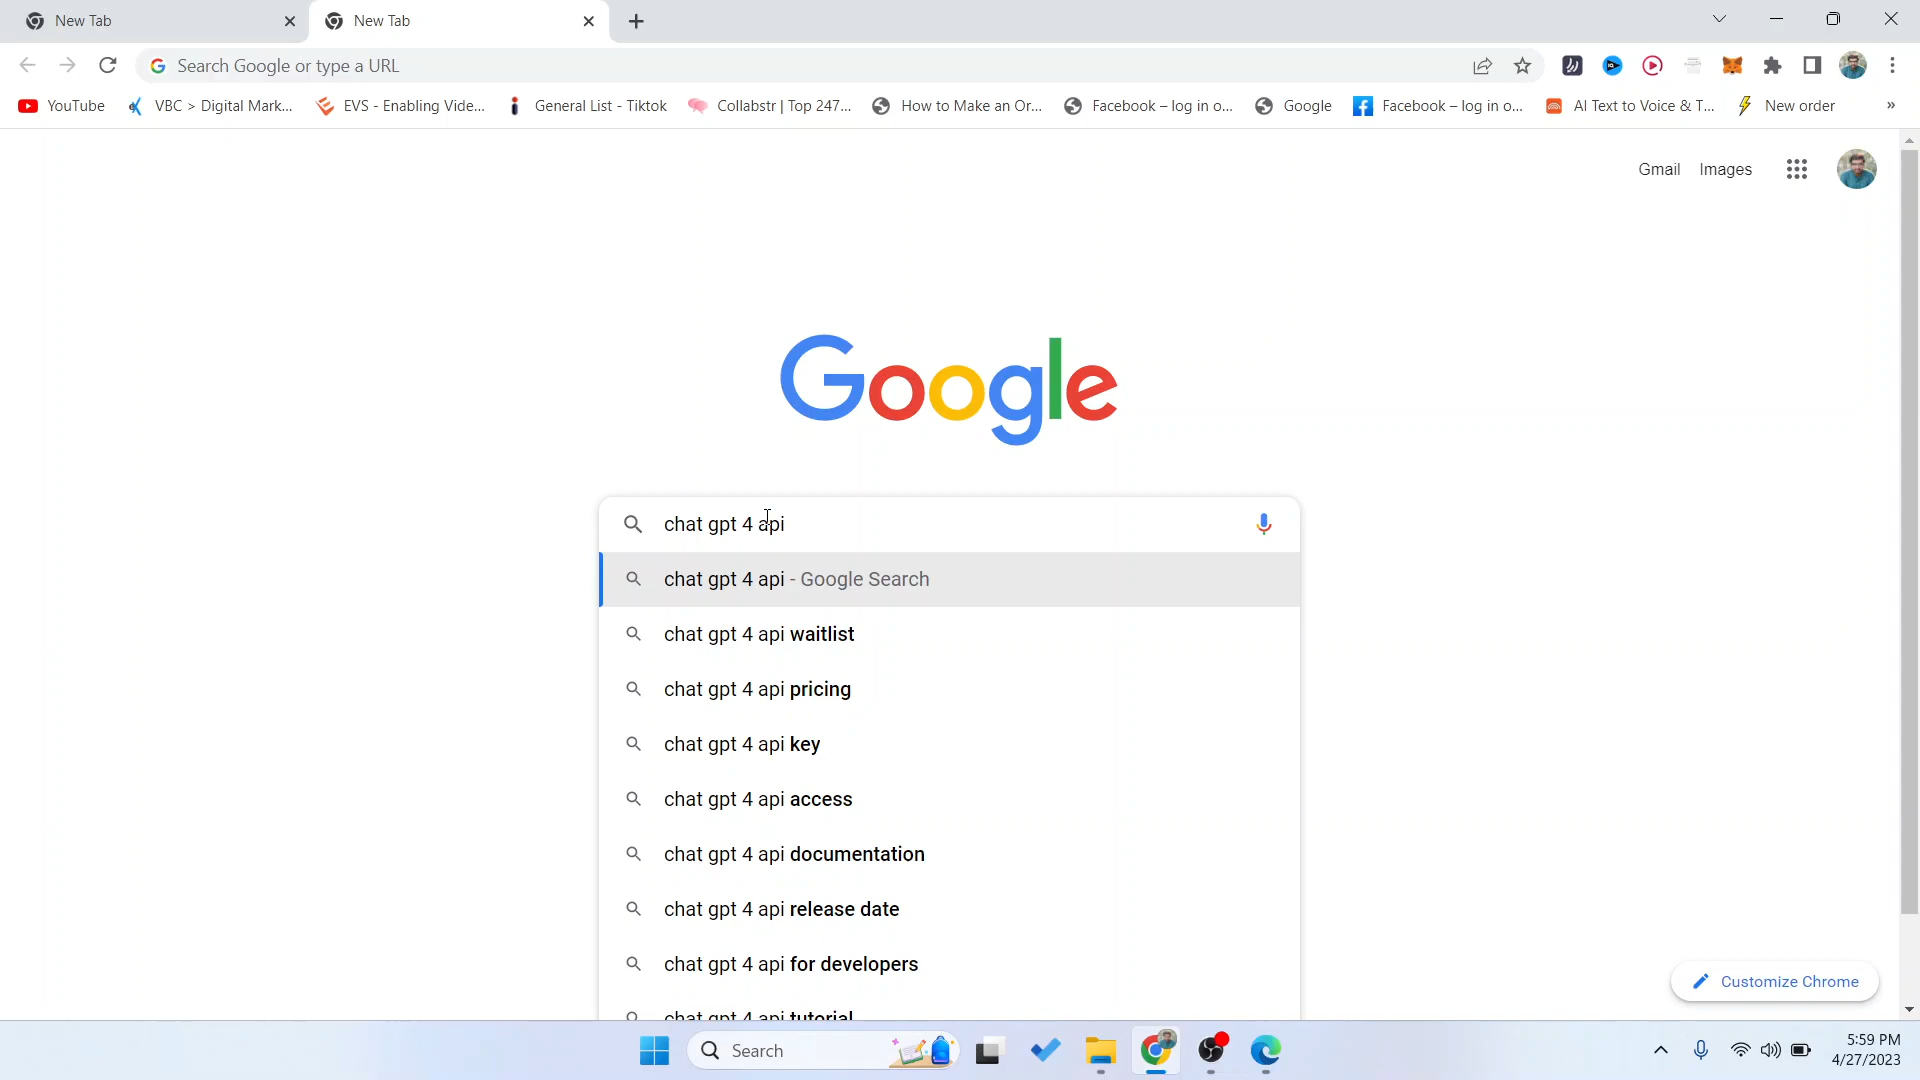 New Tab
New Tab
Search Google or type a URL
YouTube
VBC > Digital Mark...
EVS - Enabling Vide...
General List - Tiktok
Collabstr | Top 247...
How to Make an Or...
Facebook – log in o...
Google
Facebook – log in o...
AI Text to Voice & T...
New order
»
Gmail Images
Google
chat gpt 4 api
chat gpt 4 api - Google Search
chat gpt 4 api waitlist
chat gpt 4 api pricing
chat gpt 4 api key
chat gpt 4 api access
chat gpt 4 api documentation
chat gpt 4 api release date
chat gpt 4 api for developers
chat gpt 4 api tutorial
Customize Chrome
Search
5:59 PM
4/27/2023